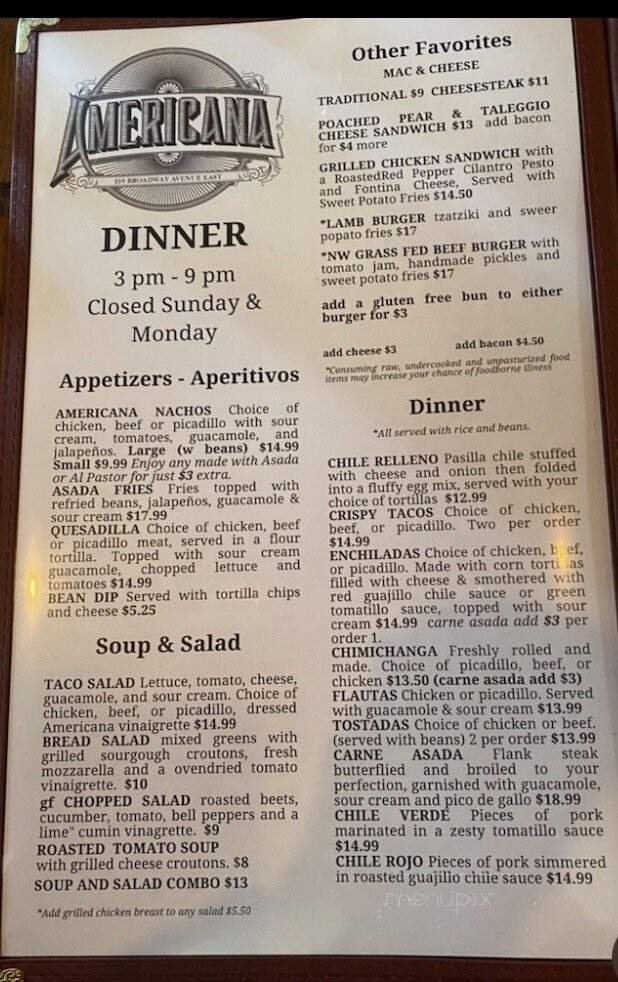 AMERICANA
219 BROADWAY AVENUE EAST
DINNER
3 pm - 9 pm
Closed Sunday &
Monday
Appetizers - Aperitivos
AMERICANA NACHOS Choice of
chicken, beef or picadillo with sour
cream, tomatoes, guacamole, and
jalapeños. Large (w beans) $14.99
Small $9.99 Enjoy any made with Asada
or Al Pastor for just $3 extra.
ASADA FRIES Fries topped with
refried beans, jalapeños, guacamole &
sour cream $17.99
QUESADILLA Choice of chicken, beef
or picadillo meat, served in a flour
tortilla. Topped with sour cream
guacamole, chopped lettuce and
tomatoes $14.99
BEAN DIP Served with tortilla chips
and cheese $5.25
Soup & Salad
TACO SALAD Lettuce, tomato, cheese,
guacamole, and sour cream. Choice of
chicken, beef, or picadillo, dressed
Americana vinaigrette $14.99
BREAD SALAD mixed greens with
grilled sourgough croutons, fresh
mozzarella and a ovendried tomato
vinaigrette. $10
gf CHOPPED SALAD roasted beets,
cucumber, tomato, bell peppers and a
lime" cumin vinagrette. $9
ROASTED TOMATO SOUP
with grilled cheese croutons. $8
SOUP AND SALAD COMBO $13
*Add grilled chicken breast to any salad $5.50
Other Favorites
MAC & CHEESE
TRADITIONAL $9 CHEESESTEAK $11
POACHED PEAR & TALEGGIO
CHEESE SANDWICH $13 add bacon
for $4 more
GRILLED CHICKEN SANDWICH with
a RoastedRed Pepper Cilantro Pesto
and Fontina Cheese, Served with
Sweet Potato Fries $14.50
*LAMB BURGER tzatziki and sweer
popato fries $17
*NW GRASS FED BEEF BURGER with
tomato jam, handmade pickles and
sweet potato fries $17
add a gluten free bun to either
burger for $3
add cheese $3 add bacon $4.50
*Consuming raw, undercooked and unpasturized food
items may increase your chance of foodborne illness
Dinner
*All served with rice and beans.
CHILE RELLENO Pasilla chile stuffed
with cheese and onion then folded
into a fluffy egg mix, served with your
choice of tortillas $12.99
CRISPY TACOS Choice of chicken,
beef, or picadillo. Two per order
$14.99
ENCHILADAS Choice of chicken, beef,
or picadillo. Made with corn tortillas
filled with cheese & smothered with
red guajillo chile sauce or green
tomatillo sauce, topped with sour
cream $14.99 carne asada add $3 per
order 1.
CHIMICHANGA Freshly rolled and
made. Choice of picadillo, beef, or
chicken $13.50 (carne asada add $3)
FLAUTAS Chicken or picadillo. Served
with guacamole & sour cream $13.99
TOSTADAS Choice of chicken or beef.
(served with beans) 2 per order $13.99
CARNE ASADA Flank steak
butterflied and broiled to your
perfection, garnished with guacamole,
sour cream and pico de gallo $18.99
CHILE VERDE Pieces of pork
marinated in a zesty tomatillo sauce
$14.99
CHILE ROJO Pieces of pork simmered
in roasted guajillo chile sauce $14.99
menupix